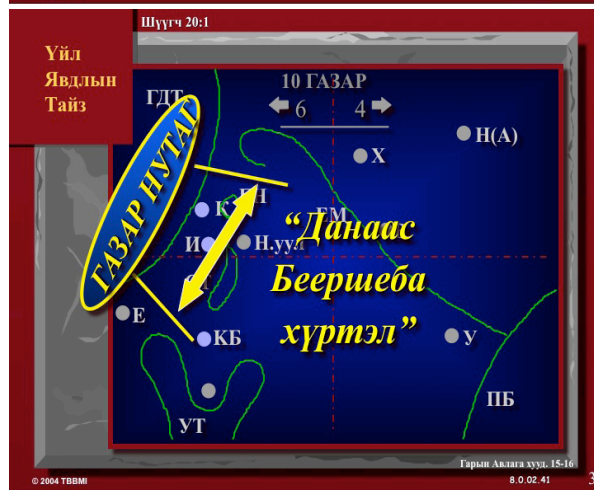 Шүүгч 20:1
Үйл
Явдлын
Тайз
ГДТ
10 ГАЗАР
6 4
Н(А)
Х
ГАЗАР НУТАГ
К
ЕМ
И
Н.уул
“Данаас
Беершеба
хүртэл”
Е
КБ
У
ПБ
УТ
Гарын Авлага хууд. 15-16
© 2004 TBBMI
8.0.02.41
3